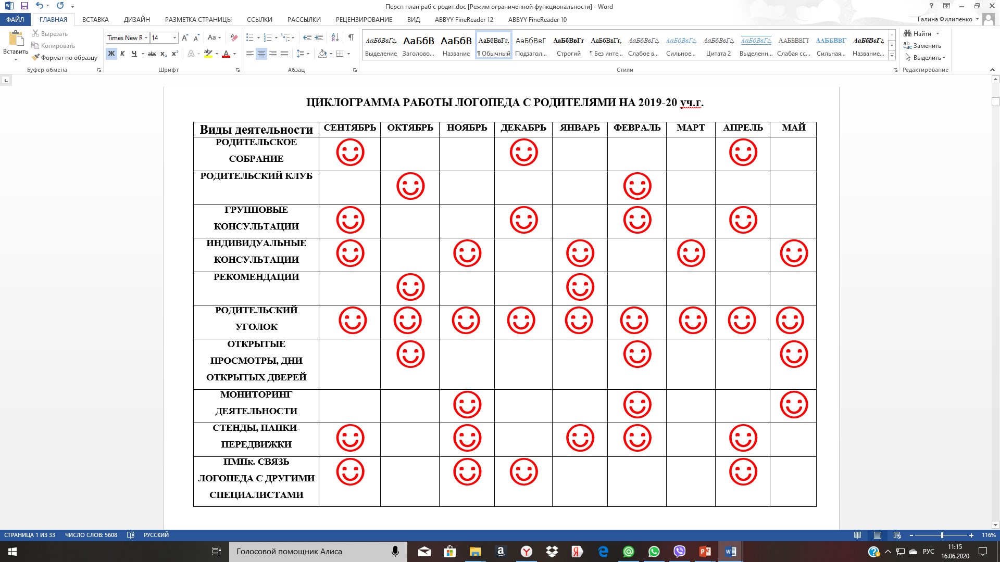 Персп план раб с родит.doc [Режим ограниченной функциональности] - Word
ФАЙЛ ГЛАВНАЯ ВСТАВКА ДИЗАЙН РАЗМЕТКА СТРАНИЦЫ ССЫЛКИ РАССЫЛКИ РЕЦЕНЗИРОВАНИЕ ВИД ABBYY FineReader 12 ABBYY FineReader 10 Галина Филипенко
Вставить
Вырезать
Копировать
Формат по образцу
Буфер обмена
Times New R 14
Ж К Ч abc x₂ x² A
Шрифт
Абзац
АаБбВвГг, АаБбВ АаБбВ АаБбВвГг, АаБбВвГ АаБбВвГг АаБбВвГг, АаБбВвГг, АаБбВвГг, АаБбВвГг, АаБбВвГг, ААББВВГГ ААББВВГ АаБбВвГг,
Выделение Заголово... Название ¶ Обычный Подзагол... Строгий ¶ Без инте... Слабое в... Сильное... Цитата 2 Выделенн... Слабая сс... Сильная... Название...
Стили
Найти
Заменить
Выделить
Редактирование
ЦИКЛОГРАММА РАБОТЫ ЛОГОПЕДА С РОДИТЕЛЯМИ НА 2019-20 уч.г.
Виды деятельности СЕНТЯБРЬ ОКТЯБРЬ НОЯБРЬ ДЕКАБРЬ ЯНВАРЬ ФЕВРАЛЬ МАРТ АПРЕЛЬ МАЙ
РОДИТЕЛЬСКОЕ
СОБРАНИЕ
РОДИТЕЛЬСКИЙ КЛУБ
ГРУППОВЫЕ
КОНСУЛЬТАЦИИ
ИНДИВИДУАЛЬНЫЕ
КОНСУЛЬТАЦИИ
РЕКОМЕНДАЦИИ
РОДИТЕЛЬСКИЙ
УГОЛОК
ОТКРЫТЫЕ
ПРОСМОТРЫ, ДНИ
ОТКРЫТЫХ ДВЕРЕЙ
МОНИТОРИНГ
ДЕЯТЕЛЬНОСТИ
СТЕНДЫ, ПАПКИ-
ПЕРЕДВИЖКИ
ПМПк. СВЯЗЬ
ЛОГОПЕДА С ДРУГИМИ
СПЕЦИАЛИСТАМИ
СТРАНИЦА 1 ИЗ 33 ЧИСЛО СЛОВ: 5608 РУССКИЙ 116%
Голосовой помощник Алиса
РУС
11:15
16.06.2020